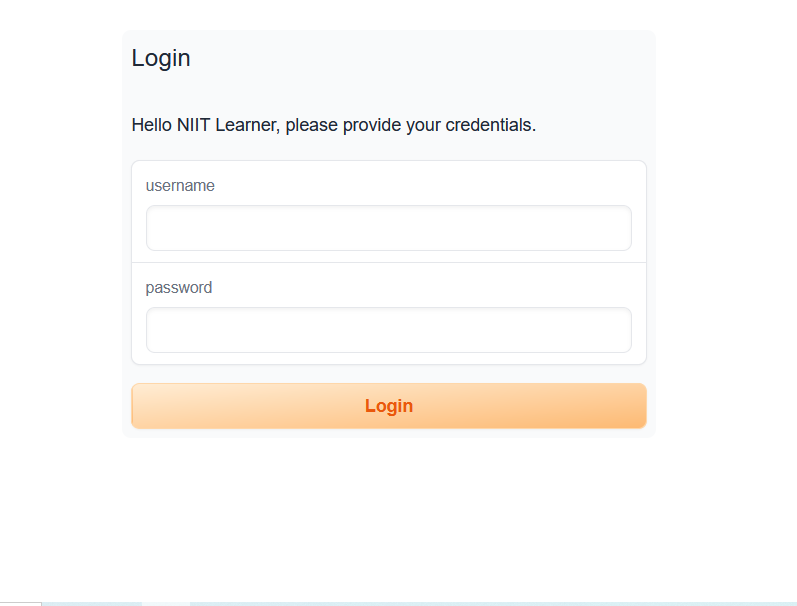 Login
Hello NIIT Learner, please provide your credentials.
username
password
Login